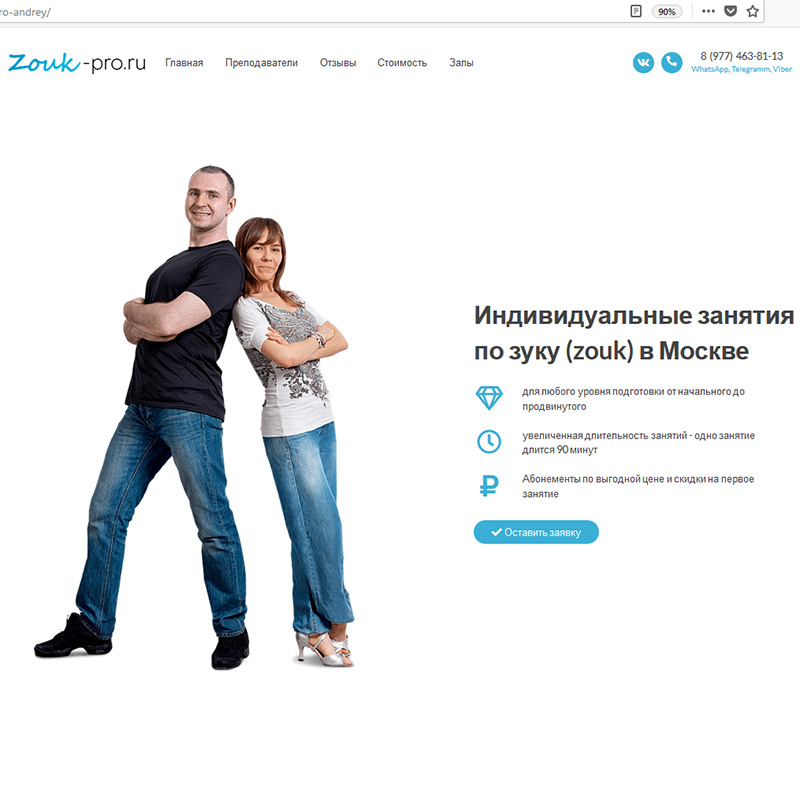 ro-andrey/
90%
Zouk-pro.ru
Главная
Преподаватели
Отзывы
Стоимость
Залы
8 (977) 463-81-13
WhatsApp, Telegramm, Viber
Индивидуальные занятия
по зуку (zouk) в Москве
для любого уровня подготовки от начального до
продвинутого
увеличенная длительность занятий - одно занятие
длится 90 минут
Абонементы по выгодной цене и скидки на первое
занятие
Оставить заявку